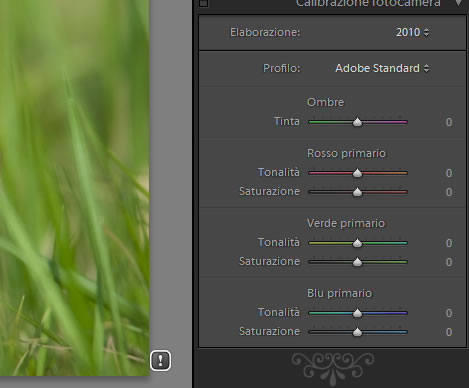 Calibrazione fotocamera
Elaborazione: 2010
Profilo: Adobe Standard
Ombre
Tinta 0
Rosso primario
Tonalità 0
Saturazione 0
Verde primario
Tonalità 0
Saturazione 0
Blu primario
Tonalità 0
Saturazione 0
!